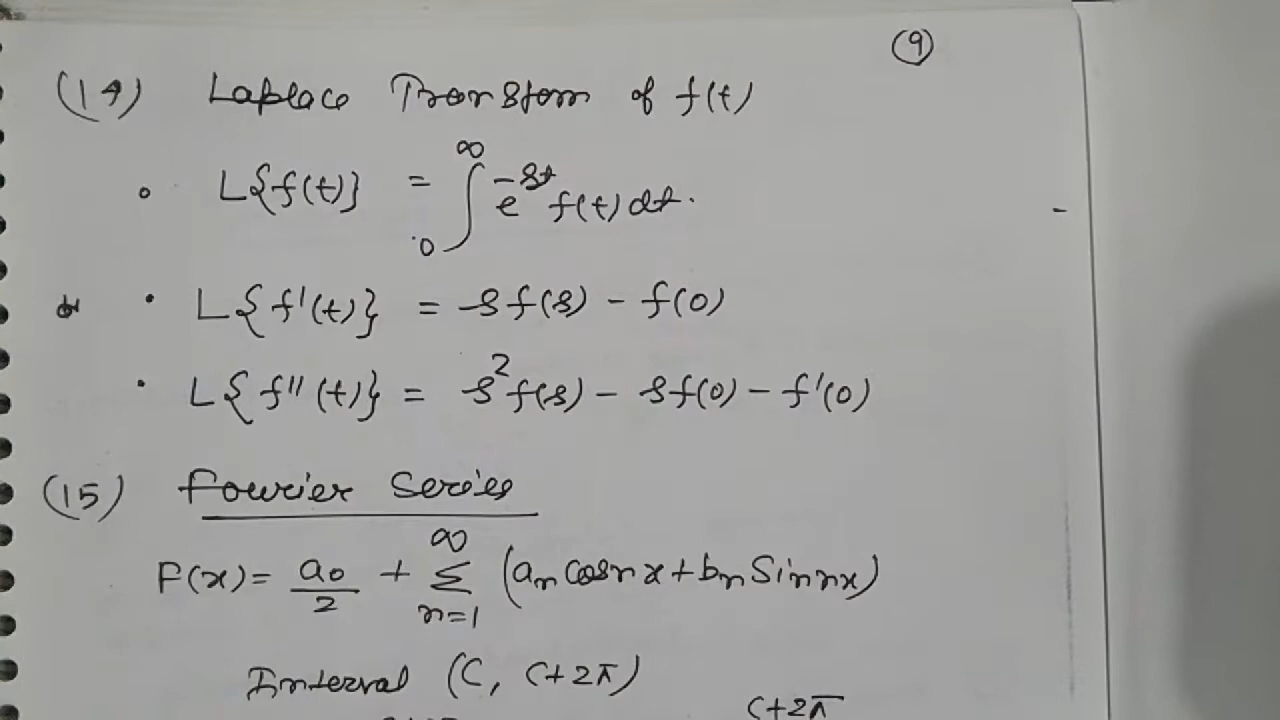 (9)
(14) Laplace Transform of f(t)
• L{f(t)} = ∫₀^∞ e^(-st) f(t) dt.
• L{f'(t)} = s f(s) - f(0)
• L{f''(t)} = s² f(s) - s f(0) - f'(0)
(15) Fourier Series
F(x) = a₀/2 + Σ_{n=1}^∞ (aₙ cos nx + bₙ Sin nx)
Interval (C, C+2π)
C+2π